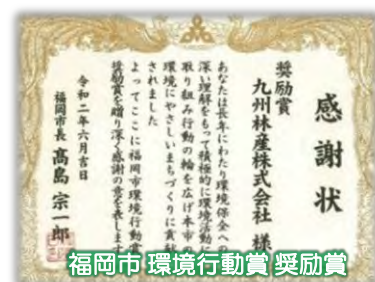 感謝状
奨励賞
九州林産株式会社 様
あなたは長年にわたり環境保全への
深い理解をもって積極的に環境活動に
取り組み行動の輪を広げ本市の
環境にやさしいまちづくりに貢献
されました
よってここに福岡市環境行動賞
奨励賞を贈り深く感謝の意を表します
令和二年六月吉日
福岡市長 髙島 宗一郎
福岡市 環境行動賞 奨励賞